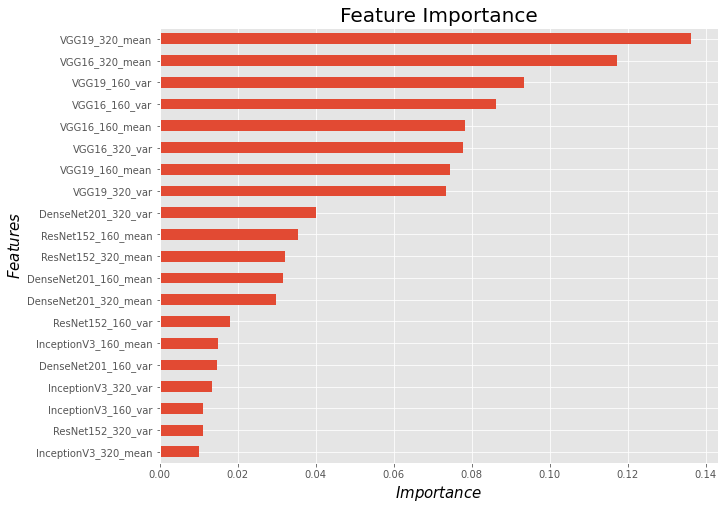 Feature Importance
VGG19_320_mean
VGG16_320_mean
VGG19_160_var
VGG16_160_var
VGG16_160_mean
VGG16_320_var
VGG19_160_mean
VGG19_320_var
DenseNet201_320_var
ResNet152_160_mean
ResNet152_320_mean
DenseNet201_160_mean
DenseNet201_320_mean
ResNet152_160_var
InceptionV3_160_mean
DenseNet201_160_var
InceptionV3_320_var
InceptionV3_160_var
ResNet152_320_var
InceptionV3_320_mean
Features
0.00 0.02 0.04 0.06 0.08 0.10 0.12 0.14
Importance